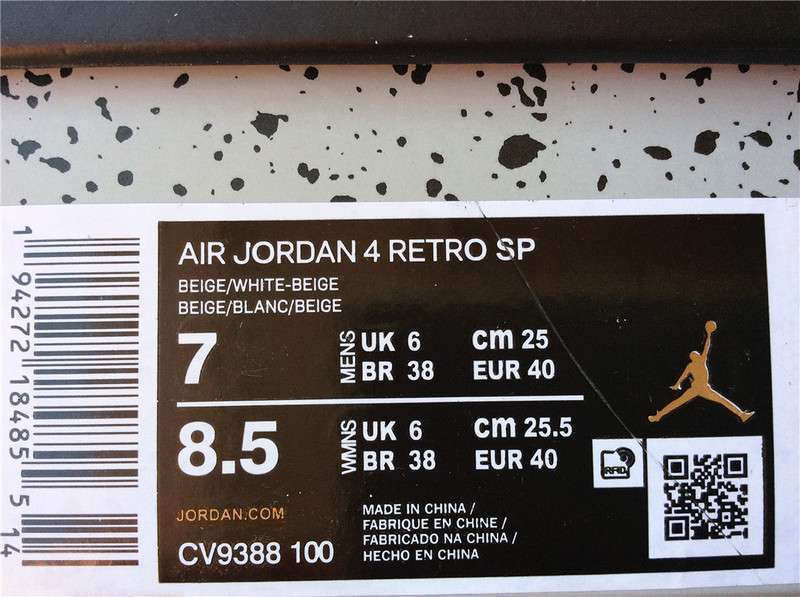 AIR JORDAN 4 RETRO SP
BEIGE/WHITE-BEIGE
BEIGE/BLANC/BEIGE
7 MENS UK 6 cm 25
BR 38 EUR 40
8.5 WMNS UK 6 cm 25.5
BR 38 EUR 40
RFID
JORDAN.COM
CV9388 100
MADE IN CHINA /
FABRIQUE EN CHINE /
FABRICADO NA CHINA /
HECHO EN CHINA
1 94272 18485 5 14